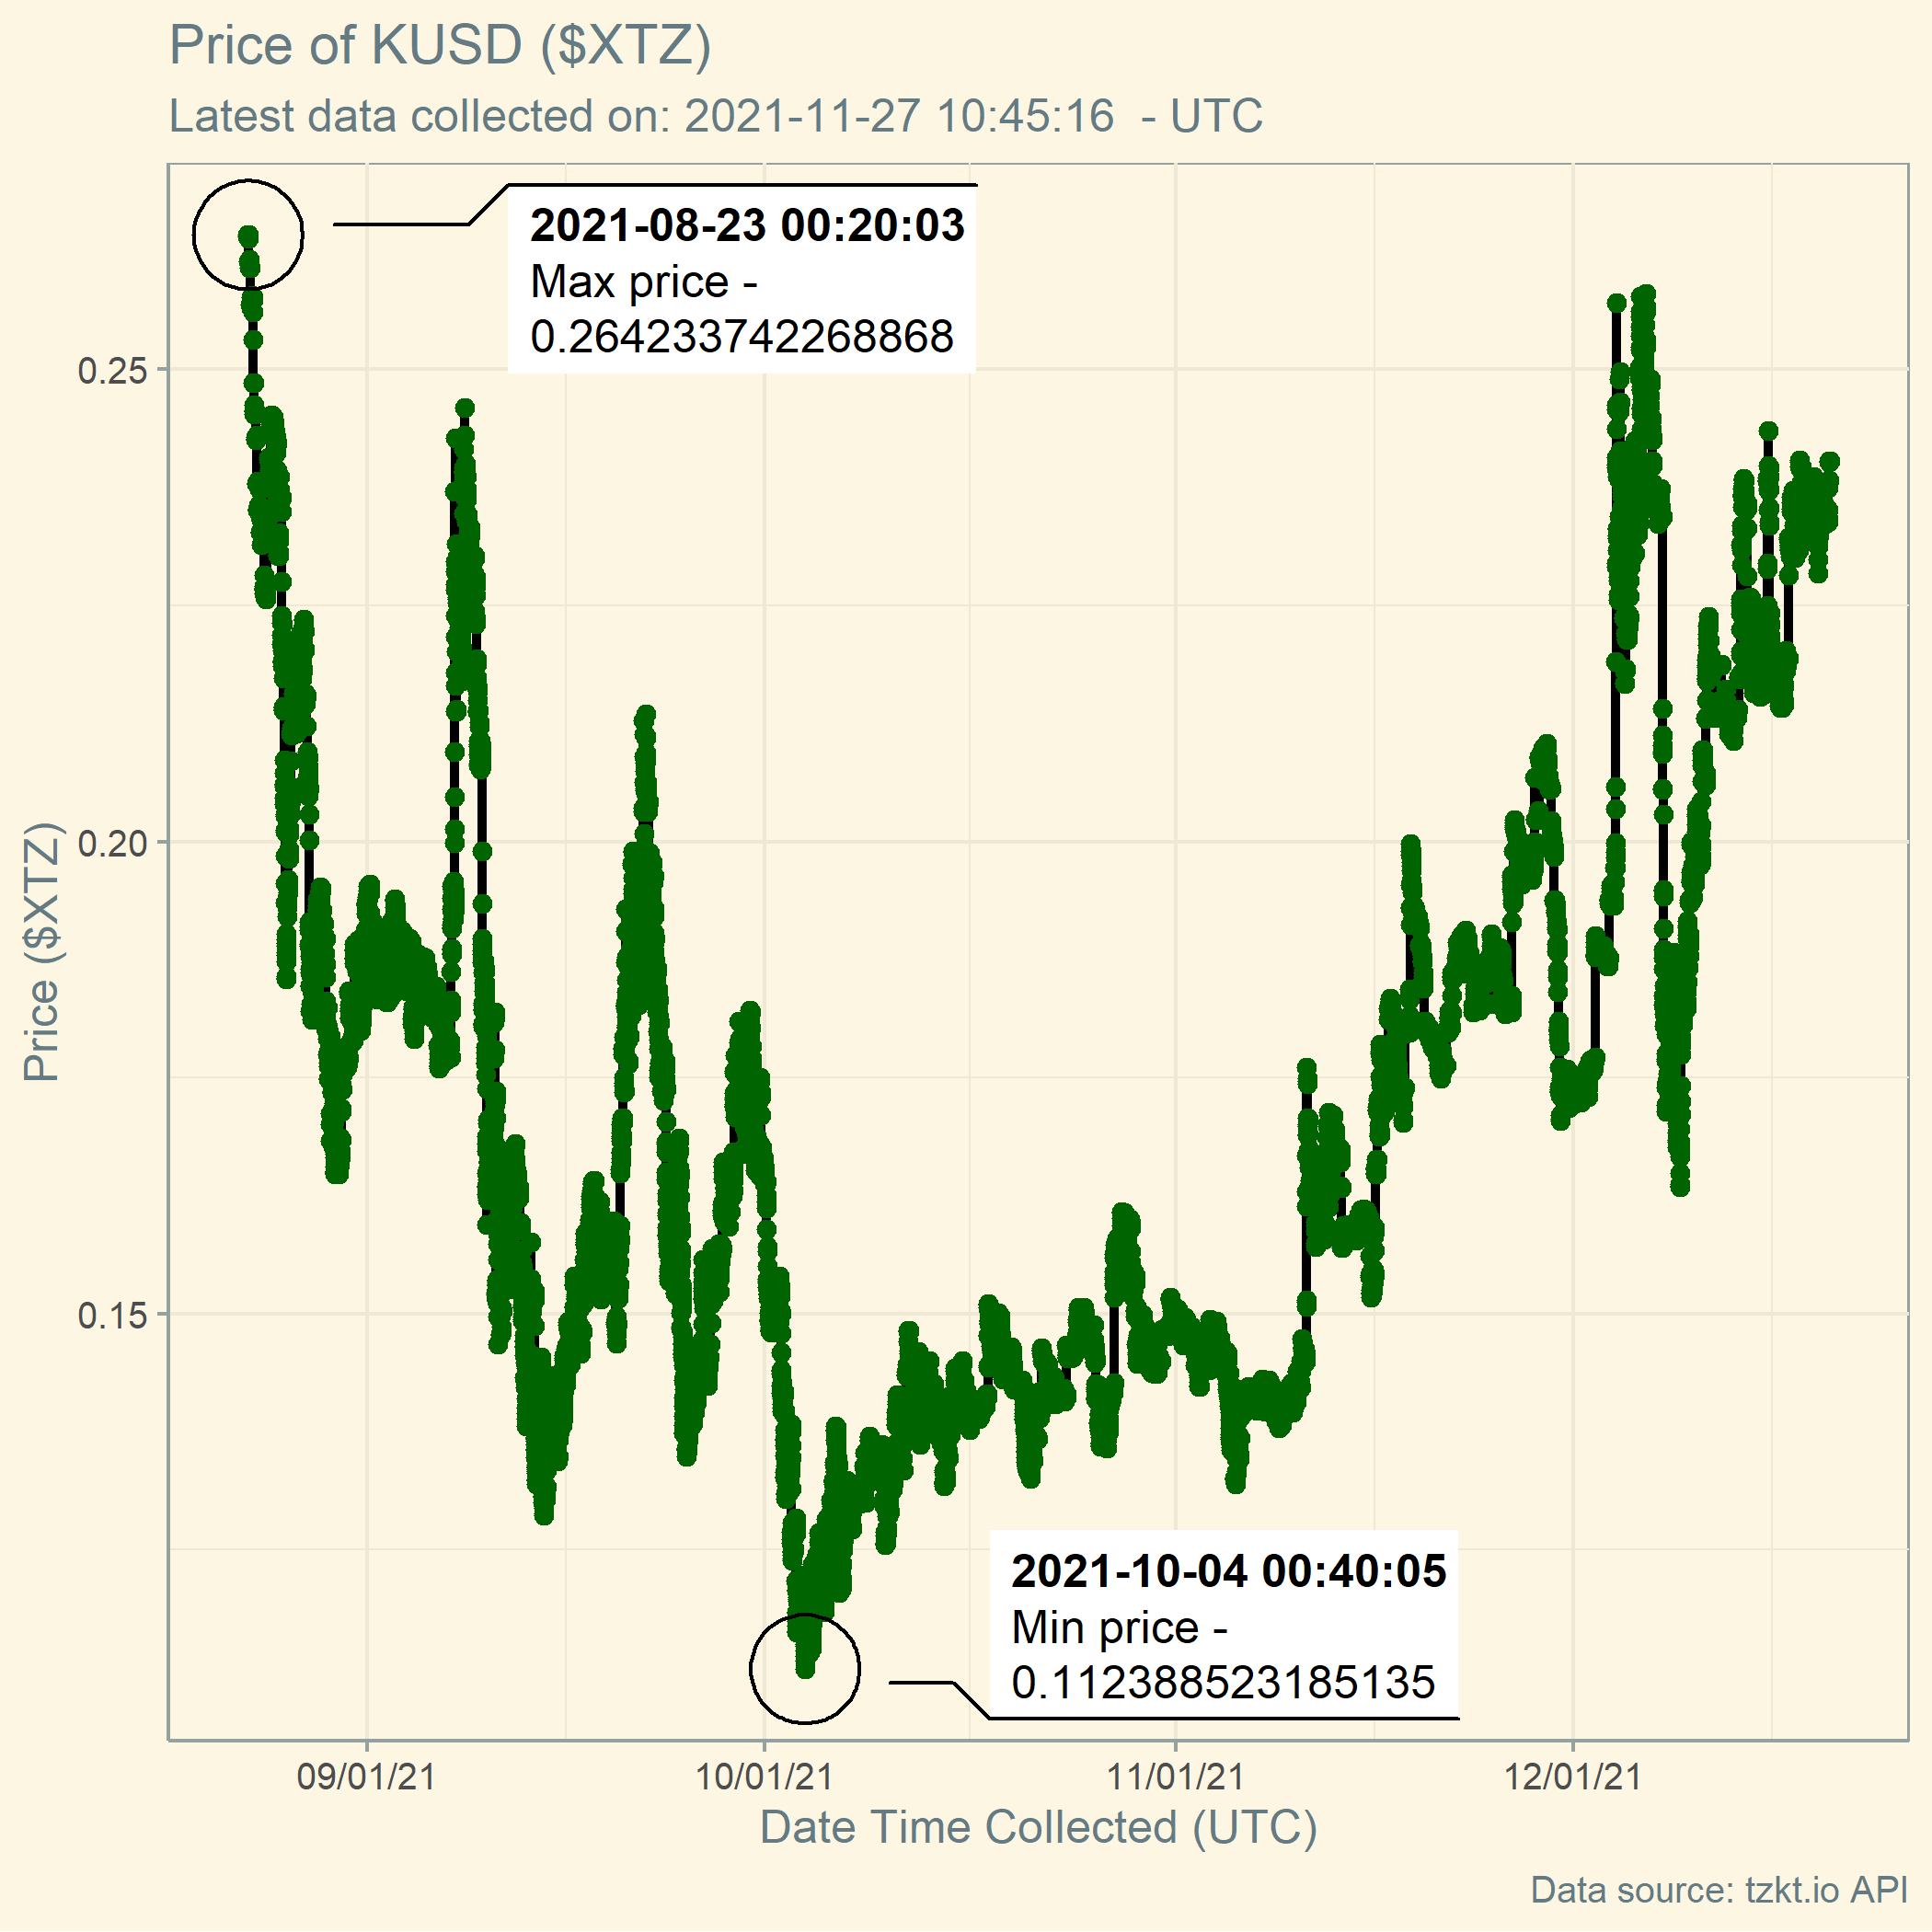 Price of KUSD ($XTZ)
Latest data collected on: 2021-11-27 10:45:16  - UTC
2021-08-23 00:20:03
Max price -
0.264233742268868
0.25
0.20
0.15
Price ($XTZ)
2021-10-04 00:40:05
Min price -
0.112388523185135
09/01/21
10/01/21
11/01/21
12/01/21
Date Time Collected (UTC)
Data source: tzkt.io API